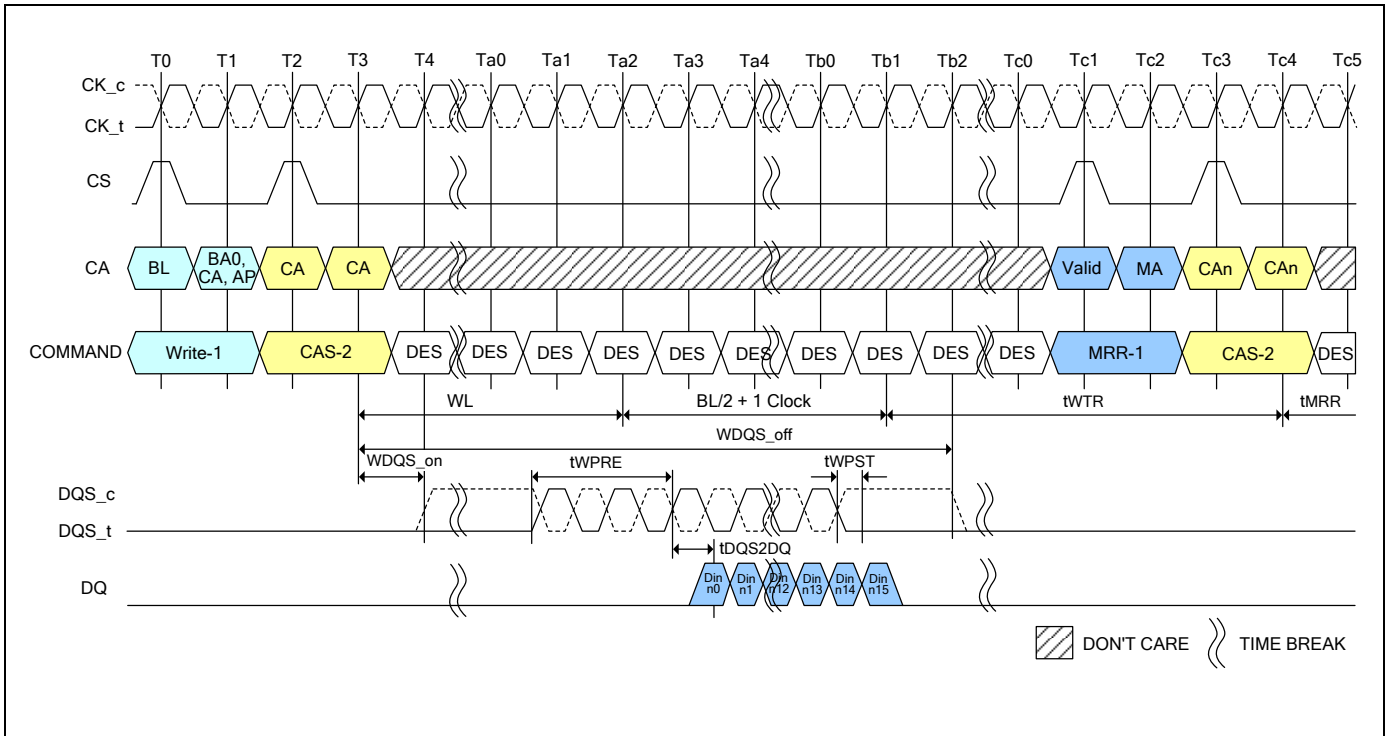 T0 T1 T2 T3 T4 Ta0 Ta1 Ta2 Ta3 Ta4 Tb0 Tb1 Tb2 Tc0 Tc1 Tc2 Tc3 Tc4 Tc5
CK_c
CK_t
CS
CA BL BA0, CA, AP CA CA Valid MA CAn CAn
COMMAND Write-1 CAS-2 DES DES DES DES DES DES DES DES DES DES MRR-1 CAS-2 DES
WL BL/2 + 1 Clock tWTR tMRR
WDQS_off
WDQS_on tWPRE tWPST
DQS_c
DQS_t
tDQS2DQ
DQ Din n0 Din n1 Din n12 Din n13 Din n14 Din n15
DON'T CARE TIME BREAK